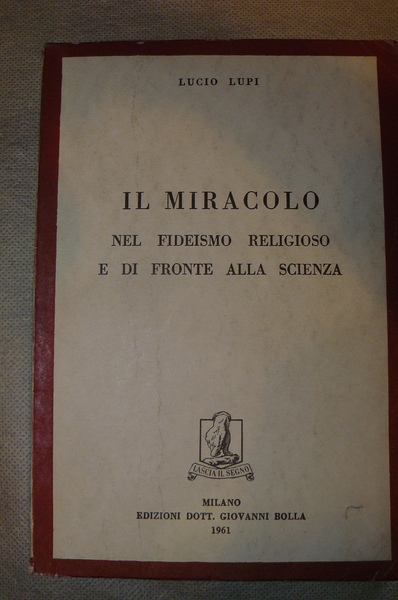 LUCIO LUPI
IL MIRACOLO
NEL FIDEISMO RELIGIOSO
E DI FRONTE ALLA SCIENZA
LASCIA IL SEGNO
MILANO
EDIZIONI DOTT. GIOVANNI BOLLA
1961